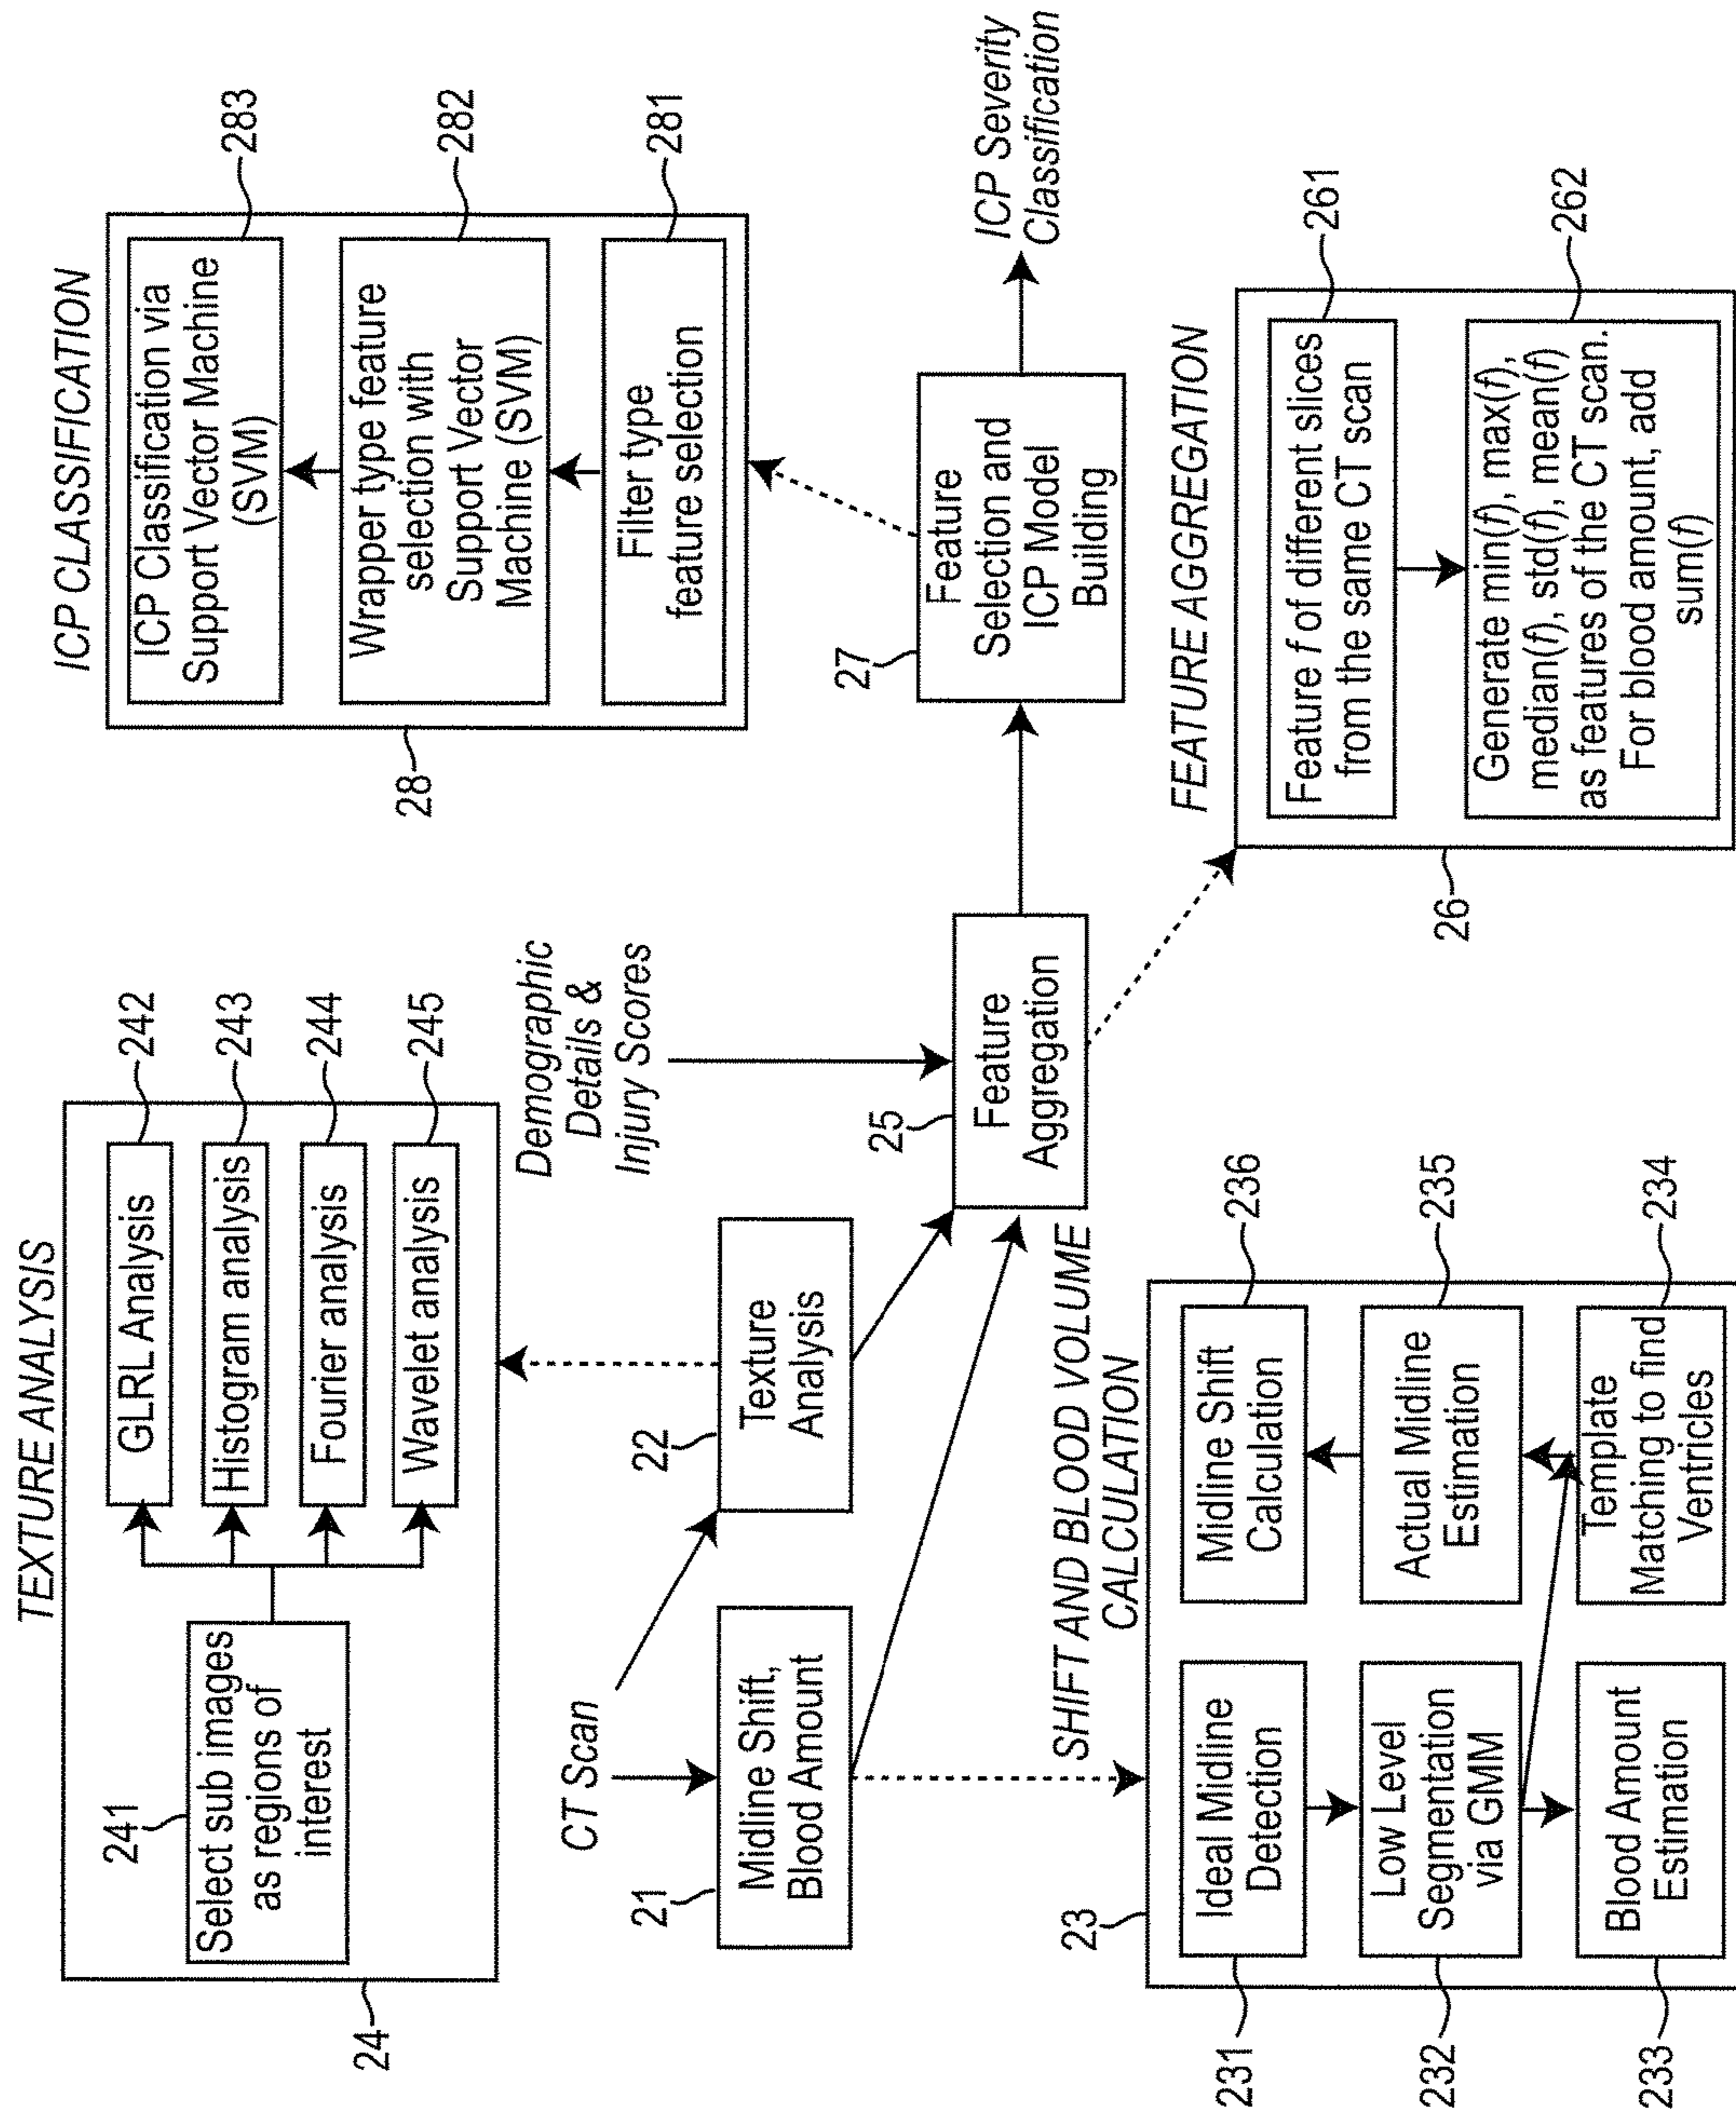 TEXTURE ANALYSIS
24
241
Select sub images
as regions of
interest
GLRL Analysis
242
Histogram analysis
243
Fourier analysis
244
Wavelet analysis
245
ICP CLASSIFICATION
28
ICP Classification via
Support Vector Machine
(SVM)
283
Wrapper type feature
selection with
Support Vector
Machine (SVM)
282
Filter type
feature selection
281
CT Scan
21
Midline Shift,
Blood Amount
22
Texture
Analysis
Demographic
Details &
Injury Scores
25
Feature
Aggregation
27
Feature
Selection and
ICP Model
Building
ICP Severity
Classification
SHIFT AND BLOOD VOLUME
CALCULATION
23
231
Ideal Midline
Detection
232
Low Level
Segmentation
via GMM
233
Blood Amount
Estimation
Midline Shift
Calculation
236
Actual Midline
Estimation
235
Template
Matching to find
Ventricles
234
FEATURE AGGREGATION
26
Feature f of different slices
from the same CT scan
261
Generate min(f), max(f),
median(f), std(f), mean(f)
as features of the CT scan.
For blood amount, add
sum(f)
262